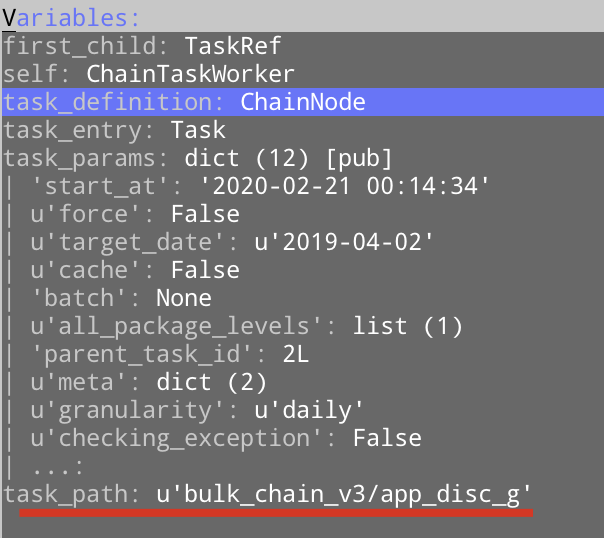 Variables:
first_child: TaskRef
self: ChainTaskWorker
task_definition: ChainNode
task_entry: Task
task_params: dict (12) [pub]
| 'start_at': '2020-02-21 00:14:34'
| u'force': False
| u'target_date': u'2019-04-02'
| u'cache': False
| 'batch': None
| u'all_package_levels': list (1)
| 'parent_task_id': 2L
| u'meta': dict (2)
| u'granularity': u'daily'
| u'checking_exception': False
| ...:
task_path: u'bulk_chain_v3/app_disc_g'